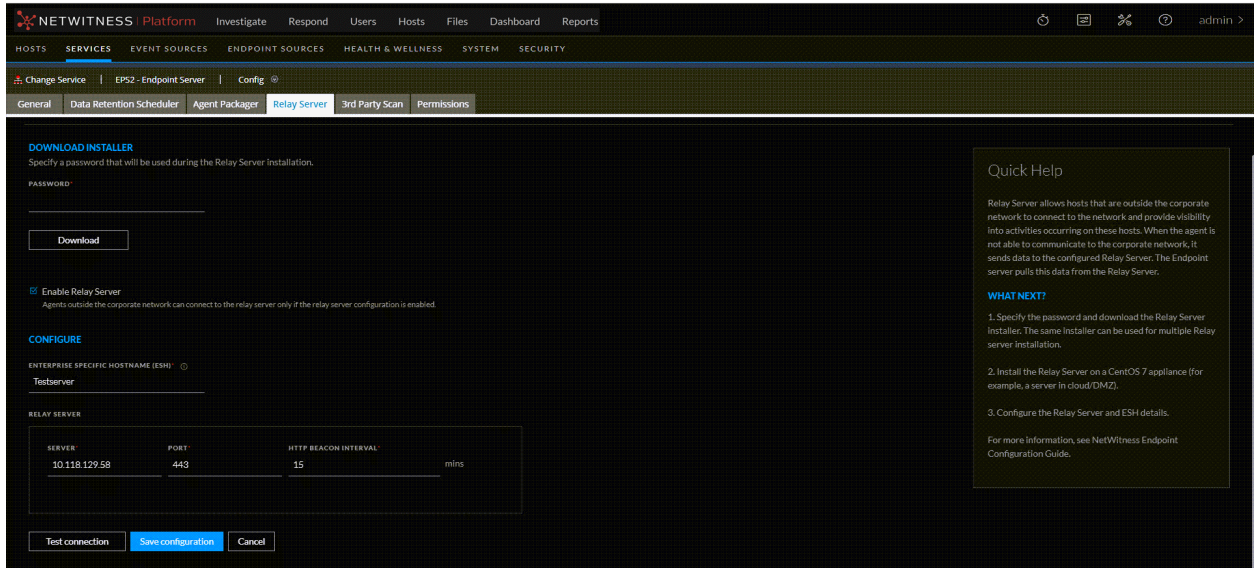 NETWITNESS Platform Investigate Respond Users Hosts Files Dashboard Reports admin >
HOSTS SERVICES EVENT SOURCES ENDPOINT SOURCES HEALTH & WELLNESS SYSTEM SECURITY
Change Service | EPS2 - Endpoint Server | Config
General Data Retention Scheduler Agent Packager Relay Server 3rd Party Scan Permissions
DOWNLOAD INSTALLER
Specify a password that will be used during the Relay Server installation.
PASSWORD*
Download
Enable Relay Server
Agents outside the corporate network can connect to the relay server only if the relay server configuration is enabled.
CONFIGURE
ENTERPRISE SPECIFIC HOSTNAME (ESH)*
Testserver
RELAY SERVER
SERVER* PORT* HTTP BEACON INTERVAL*
10.118.129.58 443 15 mins
Test connection Save configuration Cancel
Quick Help
Relay Server allows hosts that are outside the corporate
network to connect to the network and provide visibility
into activities occurring on these hosts. When the agent is
not able to communicate to the corporate network, it
sends data to the configured Relay Server. The Endpoint
server pulls this data from the Relay Server.
WHAT NEXT?
1. Specify the password and download the Relay Server
installer. The same Installer can be used for multiple Relay
server installation.
2. Install the Relay Server on a CentOS 7 appliance (for
example, a server in cloud/DMZ).
3. Configure the Relay Server and ESH details.
For more information, see NetWitness Endpoint
Configuration Guide.